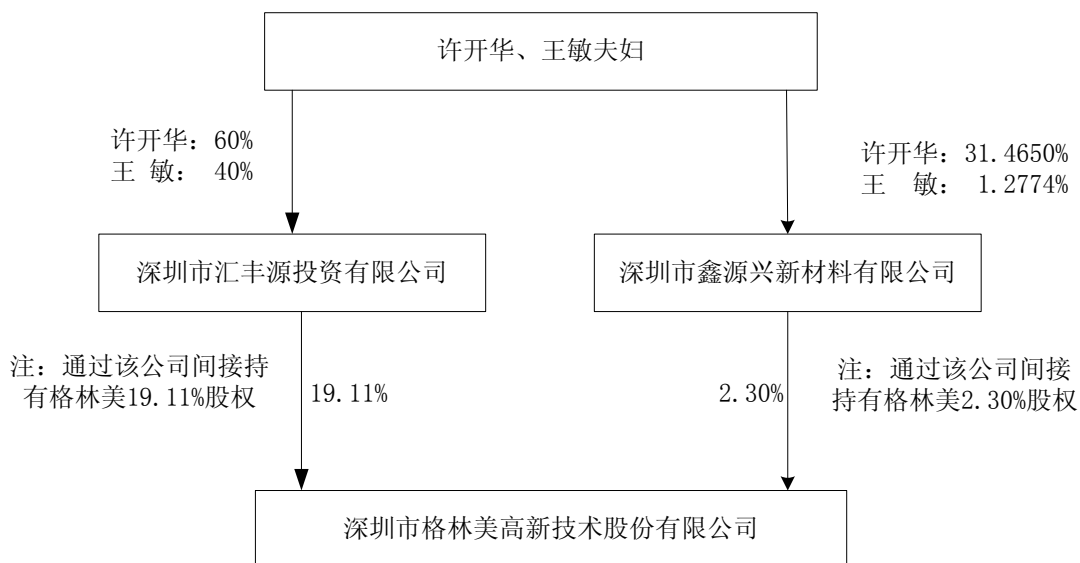 许开华、王敏夫妇
许开华：60%
王 敏： 40%
许开华：31.4650%
王 敏： 1.2774%
深圳市汇丰源投资有限公司
深圳市鑫源兴新材料有限公司
注：通过该公司间接持
有格林美19.11%股权
19.11%
2.30%
注：通过该公司间接
持有格林美2.30%股权
深圳市格林美高新技术股份有限公司